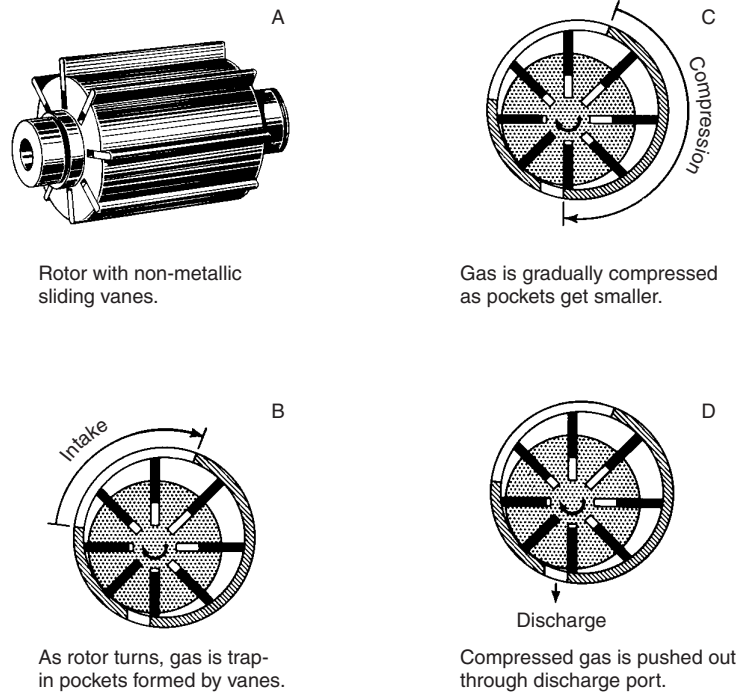 A
Rotor with non-metallic
sliding vanes.
B
Intake
As rotor turns, gas is trap-
in pockets formed by vanes.
C
Compression
Gas is gradually compressed
as pockets get smaller.
D
Discharge
Compressed gas is pushed out
through discharge port.